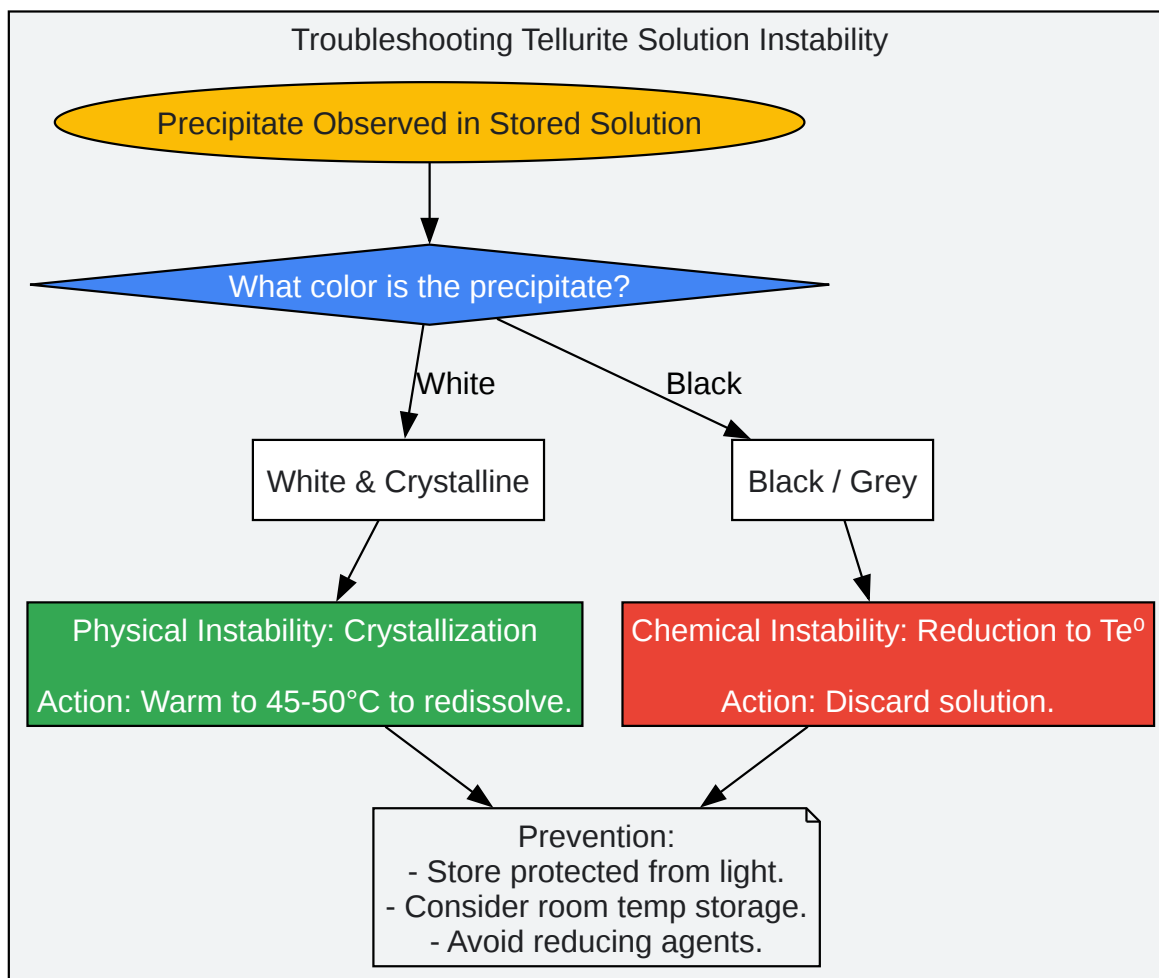 Troubleshooting Tellurite Solution Instability
Precipitate Observed in Stored Solution
What color is the precipitate?
White
Black
White & Crystalline
Black / Grey
Physical Instability: Crystallization
Action: Warm to 45-50°C to redissolve.
Chemical Instability: Reduction to Te⁰
Action: Discard solution.
Prevention:
- Store protected from light.
- Consider room temp storage.
- Avoid reducing agents.